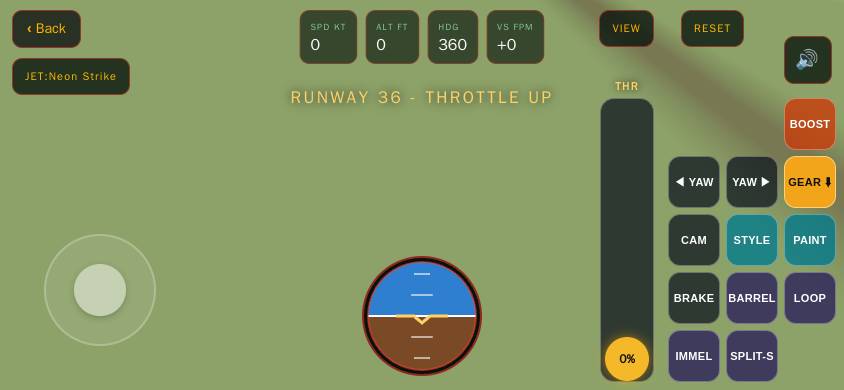 ‹ Back
SPD KT
0
ALT FT
0
HDG
360
VS FPM
+0
VIEW
RESET
JET:Neon Strike
RUNWAY 36 - THROTTLE UP
THR
BOOST
◀ YAW
YAW ▶
GEAR ⬇
CAM
STYLE
PAINT
BRAKE
BARREL
LOOP
0%
IMMEL
SPLIT-S